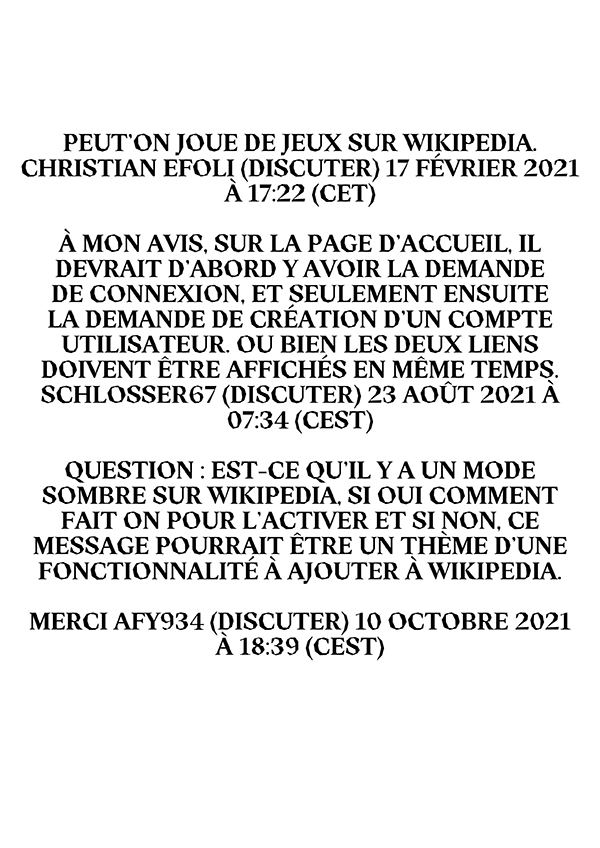 PEUT'ON JOUE DE JEUX SUR WIKIPEDIA.
CHRISTIAN EFOLI (DISCUTER) 17 FÉVRIER 2021
À 17:22 (CET)
À MON AVIS, SUR LA PAGE D'ACCUEIL, IL
DEVRAIT D'ABORD Y AVOIR LA DEMANDE
DE CONNEXION, ET SEULEMENT ENSUITE
LA DEMANDE DE CRÉATION D'UN COMPTE
UTILISATEUR. OU BIEN LES DEUX LIENS
DOIVENT ÊTRE AFFICHÉS EN MÊME TEMPS.
SCHLOSSER67 (DISCUTER) 23 AOÛT 2021 À
07:34 (CEST)
QUESTION : EST-CE QU'IL Y A UN MODE
SOMBRE SUR WIKIPEDIA, SI OUI COMMENT
FAIT ON POUR L'ACTIVER ET SI NON, CE
MESSAGE POURRAIT ÊTRE UN THÈME D'UNE
FONCTIONNALITÉ À AJOUTER À WIKIPEDIA.
MERCI AFY934 (DISCUTER) 10 OCTOBRE 2021
À 18:39 (CEST)